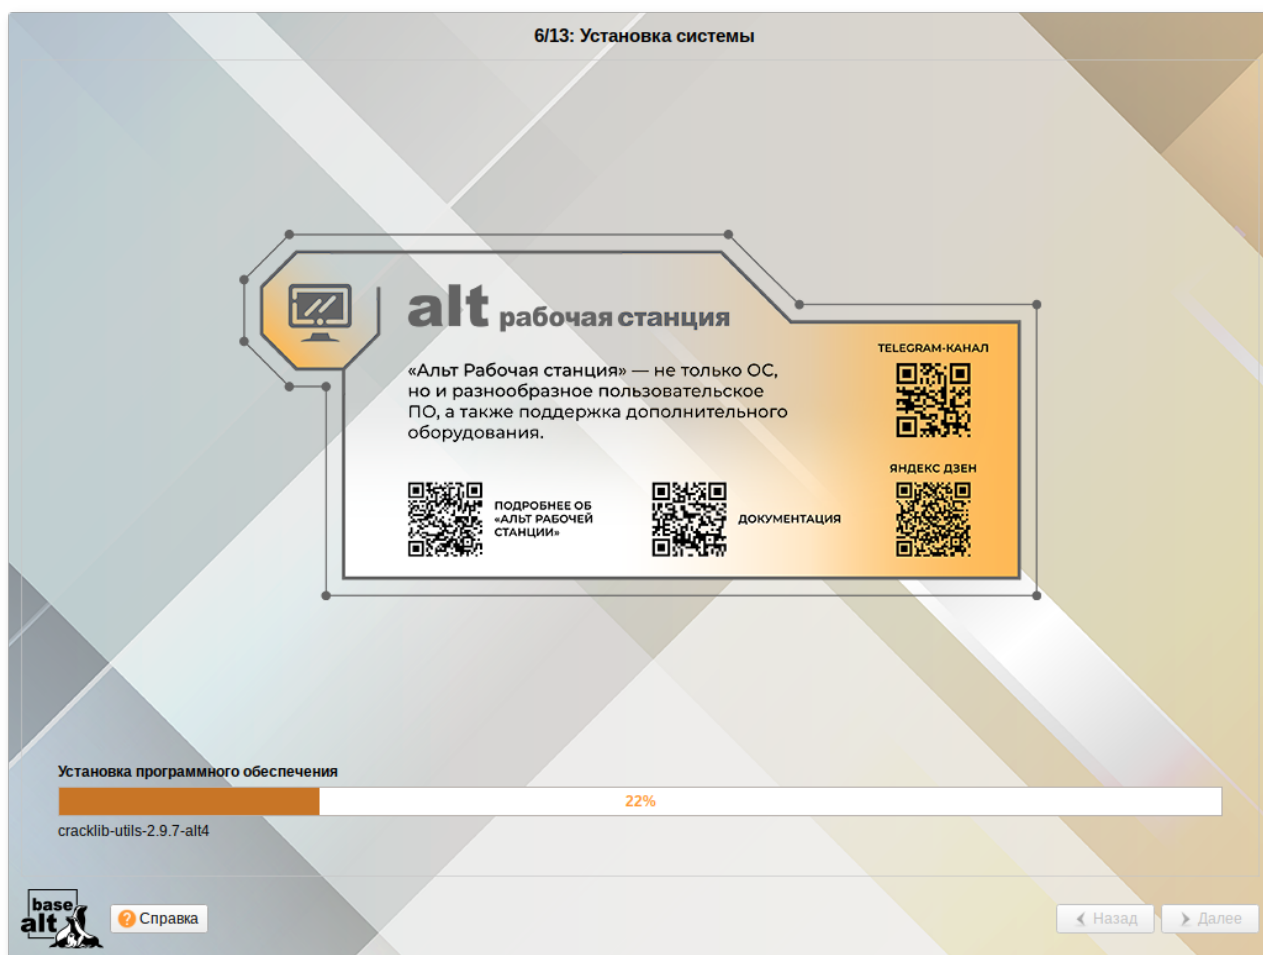 6/13: Установка системы
alt рабочая станция
«Альт Рабочая станция» — не только ОС,
но и разнообразное пользовательское
ПО, а также поддержка дополнительного
оборудования.
TELEGRAM-КАНАЛ
ЯНДЕКС ДЗЕН
ПОДРОБНЕЕ ОБ
«АЛЬТ РАБОЧЕЙ
СТАНЦИИ»
ДОКУМЕНТАЦИЯ
Установка программного обеспечения
22%
cracklib-utils-2.9.7-alt4
base
alt
Справка
Назад
Далее